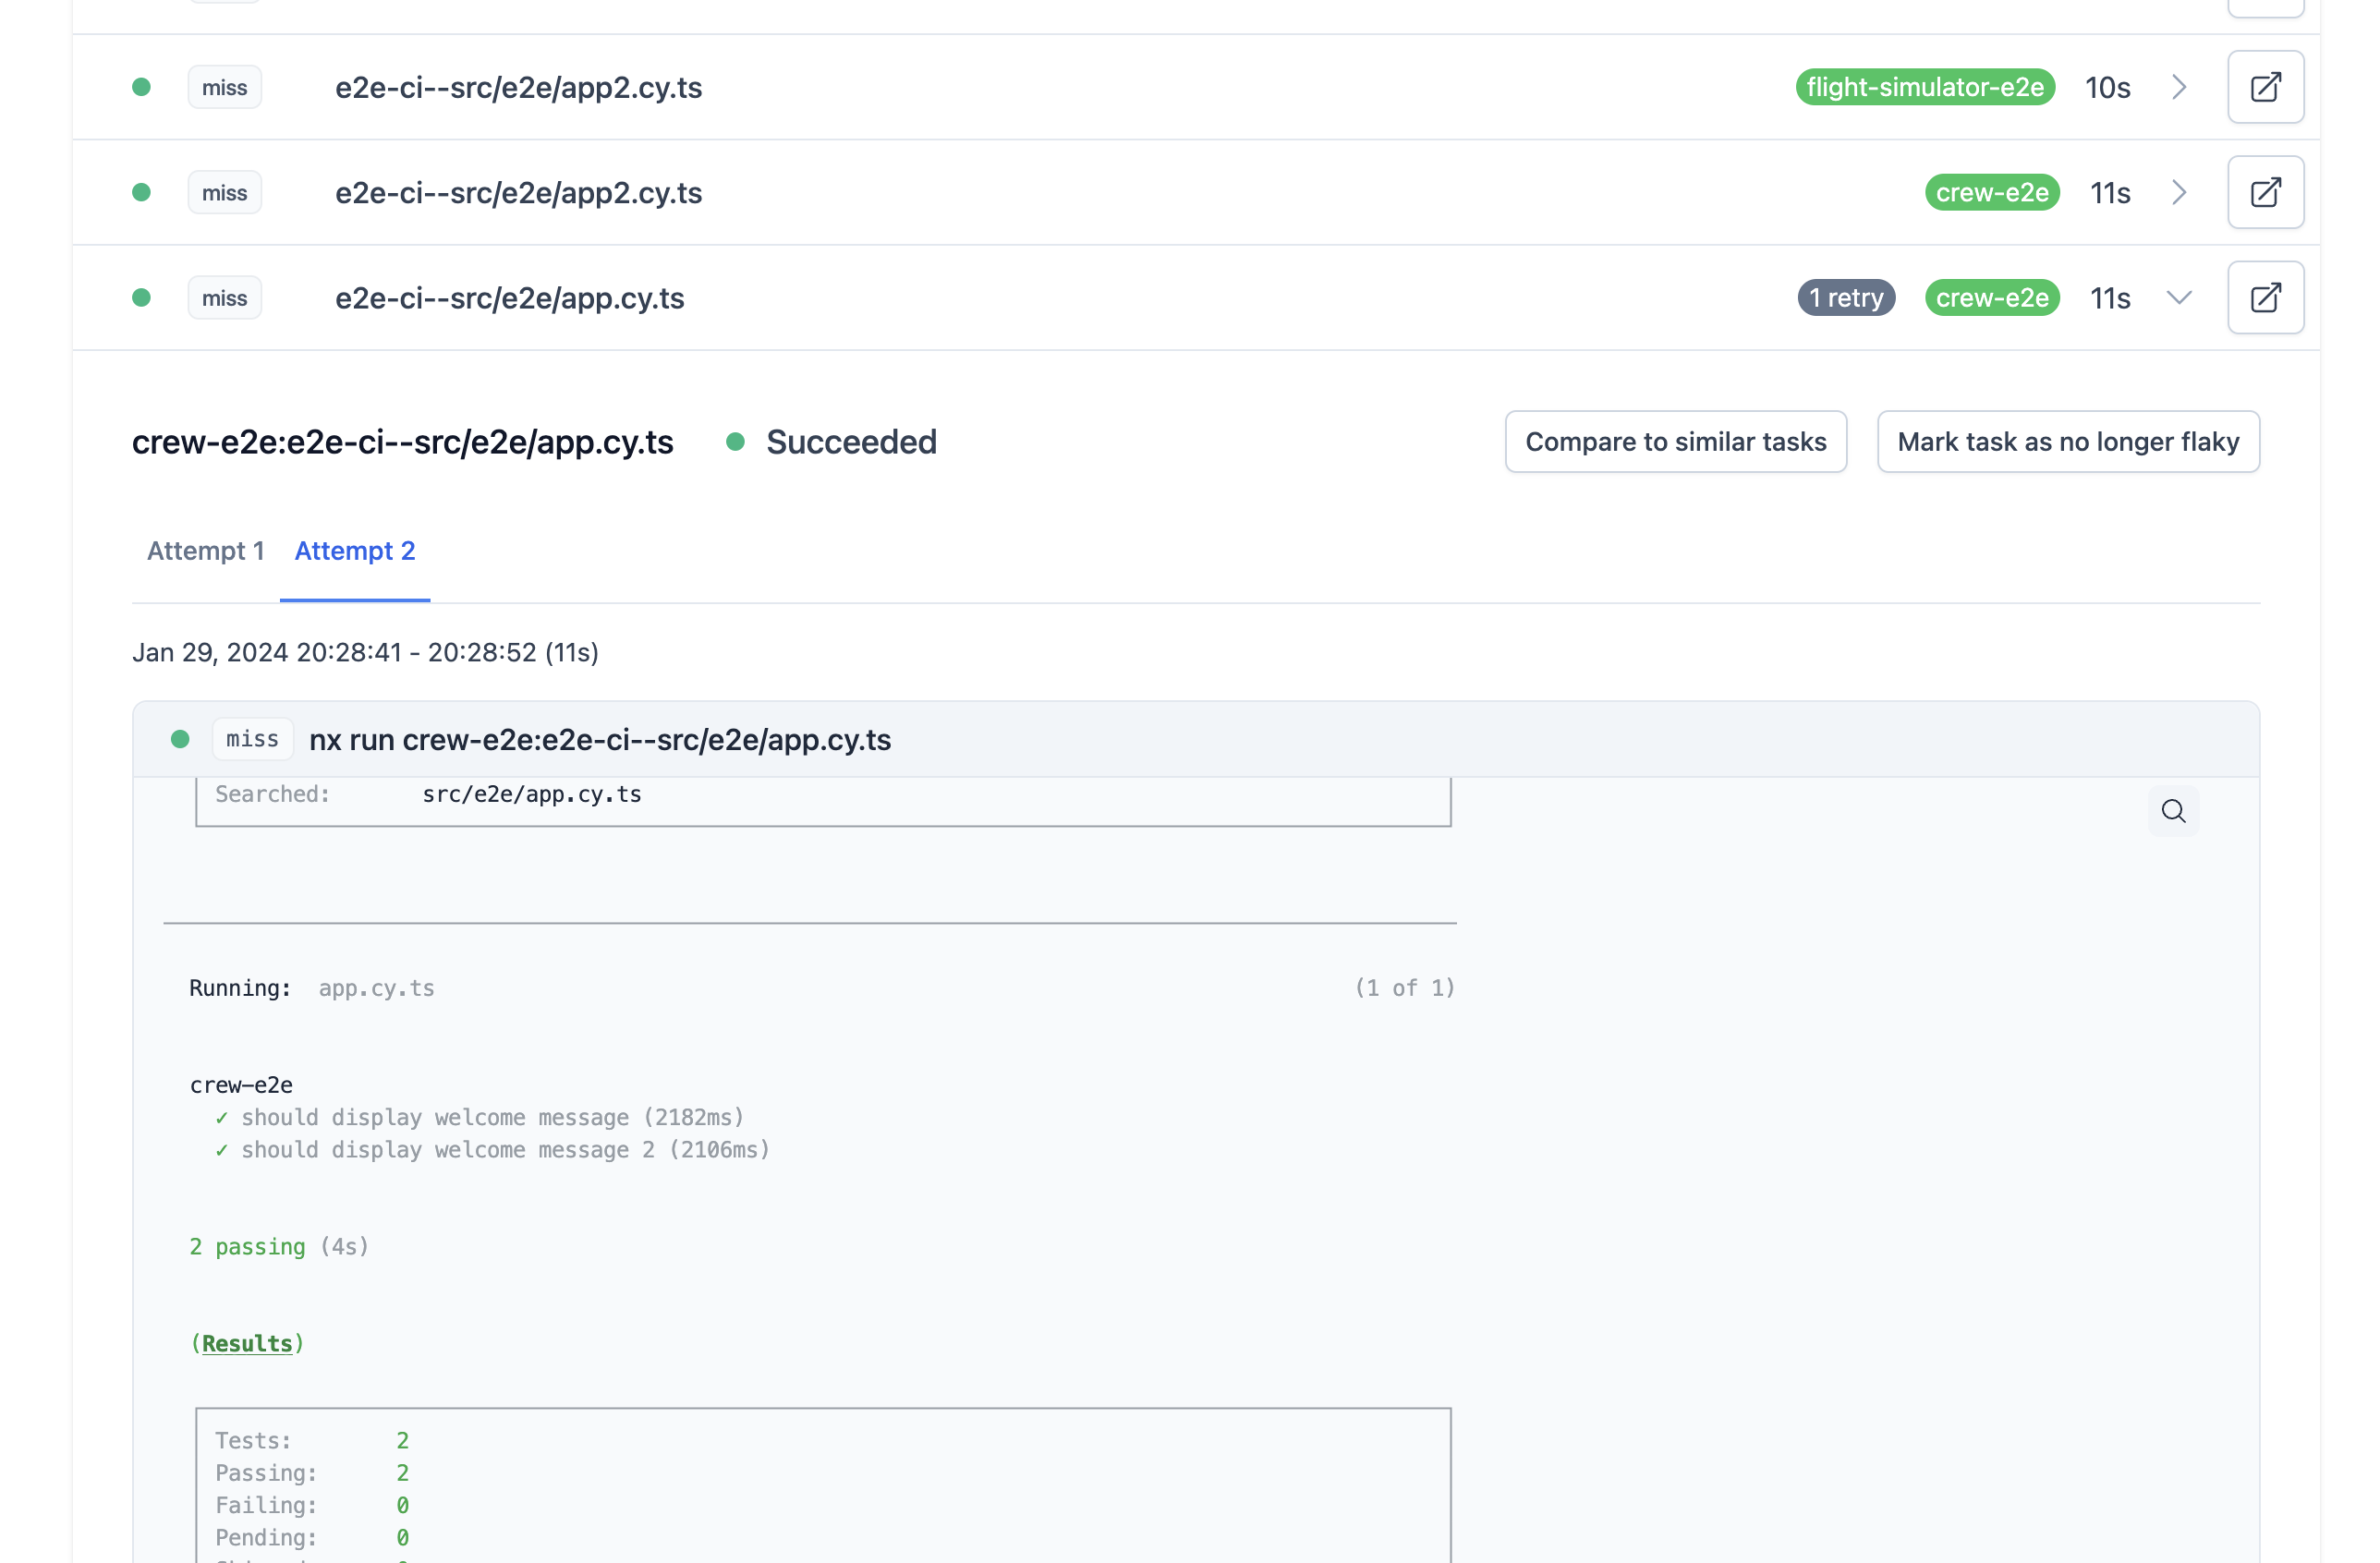 miss e2e-ci--src/e2e/app2.cy.ts flight-simulator-e2e 10s
miss e2e-ci--src/e2e/app2.cy.ts crew-e2e 11s
miss e2e-ci--src/e2e/app.cy.ts 1 retry crew-e2e 11s
crew-e2e:e2e-ci--src/e2e/app.cy.ts Succeeded Compare to similar tasks Mark task as no longer flaky
Attempt 1 Attempt 2
Jan 29, 2024 20:28:41 - 20:28:52 (11s)
miss nx run crew-e2e:e2e-ci--src/e2e/app.cy.ts
Searched: src/e2e/app.cy.ts
Running: app.cy.ts (1 of 1)
crew-e2e
✓ should display welcome message (2182ms)
✓ should display welcome message 2 (2106ms)
2 passing (4s)
(Results)
Tests: 2
Passing: 2
Failing: 0
Pending: 0